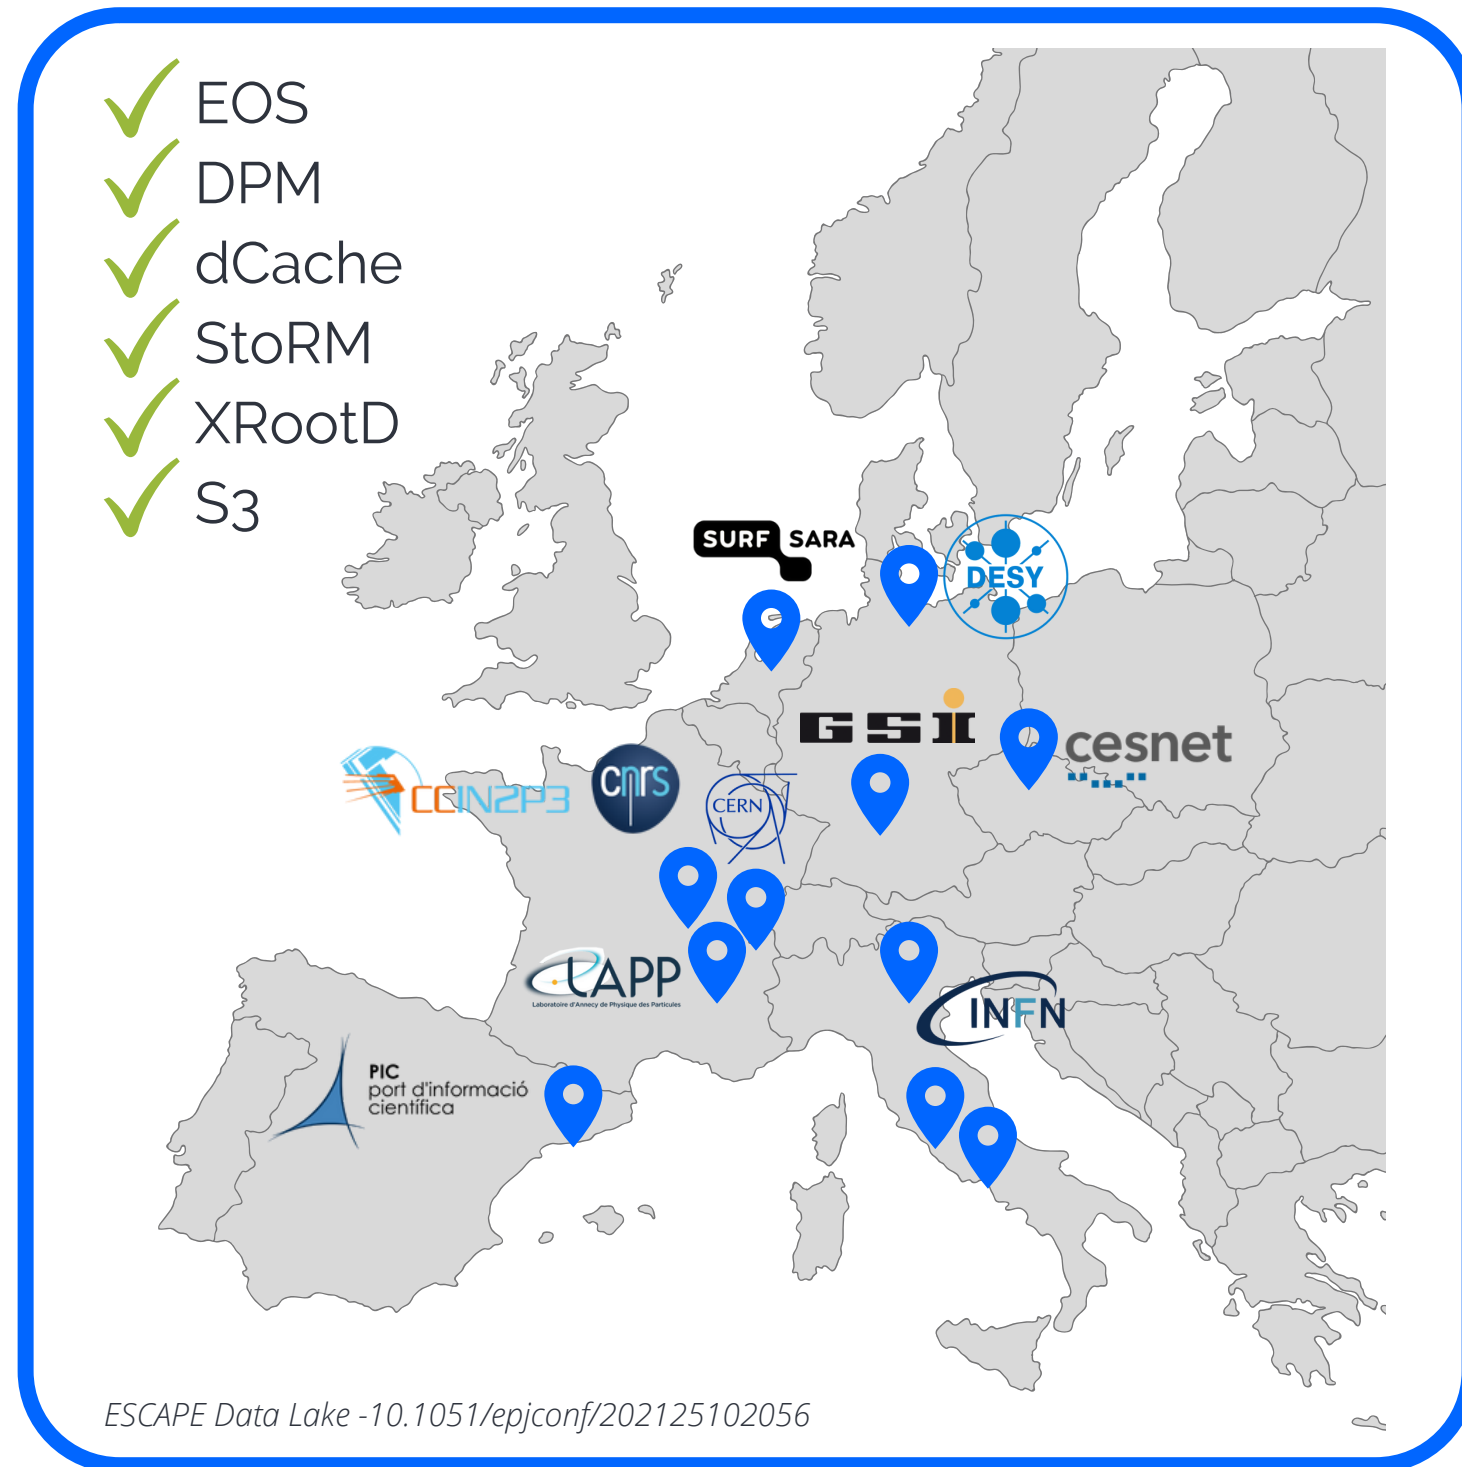 EOS
DPM
dCache
StoRM
XRootD
S3
SURF SARA
DESY
GSI
cesnet
CCIN2P3
cnrs
CERN
LAPP
Laboratoire d'Annecy de Physique des Particules
INFN
PIC
port d'informació
científica
ESCAPE Data Lake -10.1051/epjconf/202125102056